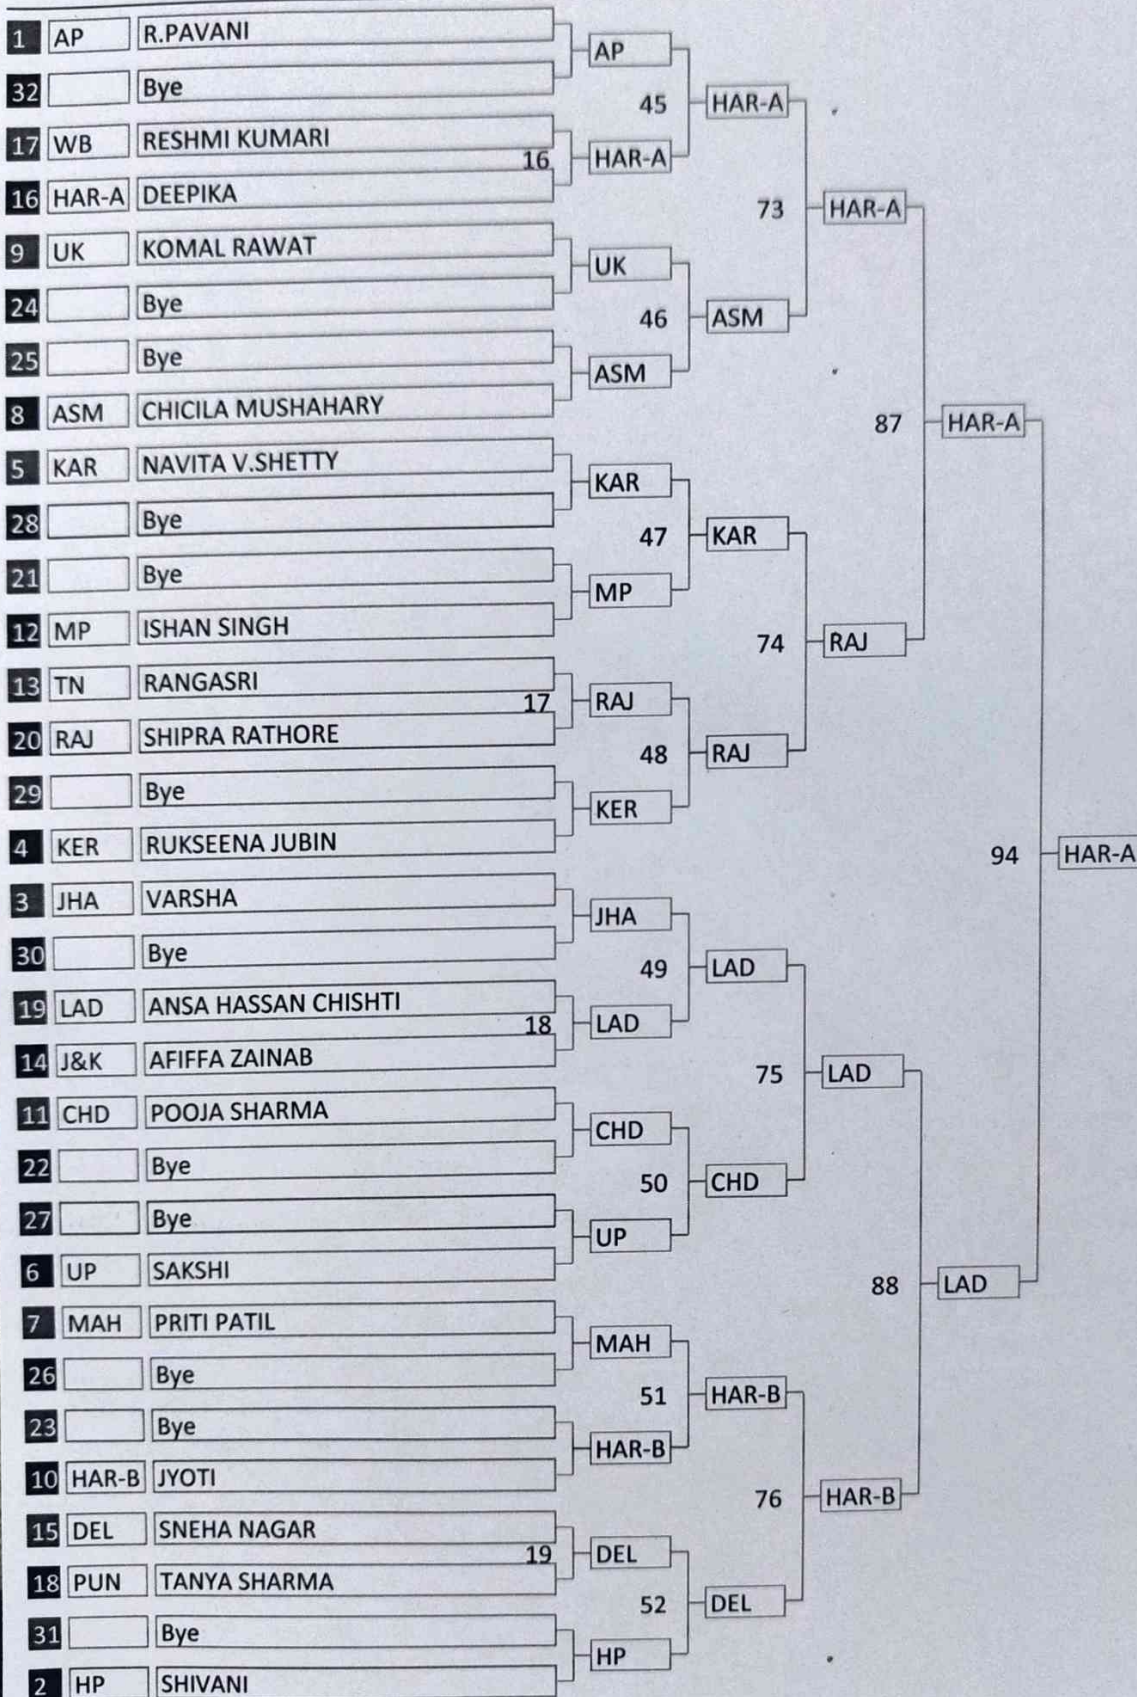 1 AP R.PAVANI
AP
32 Bye
45 HAR-A
17 WB RESHMI KUMARI
16 HAR-A
16 HAR-A DEEPIKA
73 HAR-A
9 UK KOMAL RAWAT
UK
24 Bye
46 ASM
25 Bye
ASM
8 ASM CHICILA MUSHAHARY
87 HAR-A
5 KAR NAVITA V.SHETTY
KAR
28 Bye
47 KAR
21 Bye
MP
12 MP ISHAN SINGH
74 RAJ
13 TN RANGASRI
17 RAJ
20 RAJ SHIPRA RATHORE
48 RAJ
29 Bye
KER
4 KER RUKSEENA JUBIN
94 HAR-A
3 JHA VARSHA
JHA
30 Bye
49 LAD
19 LAD ANSA HASSAN CHISHTI
18 LAD
14 J&K AFIFFA ZAINAB
75 LAD
11 CHD POOJA SHARMA
CHD
22 Bye
50 CHD
27 Bye
UP
6 UP SAKSHI
88 LAD
7 MAH PRITI PATIL
MAH
26 Bye
51 HAR-B
23 Bye
HAR-B
10 HAR-B JYOTI
76 HAR-B
15 DEL SNEHA NAGAR
19 DEL
18 PUN TANYA SHARMA
52 DEL
31 Bye
HP
2 HP SHIVANI